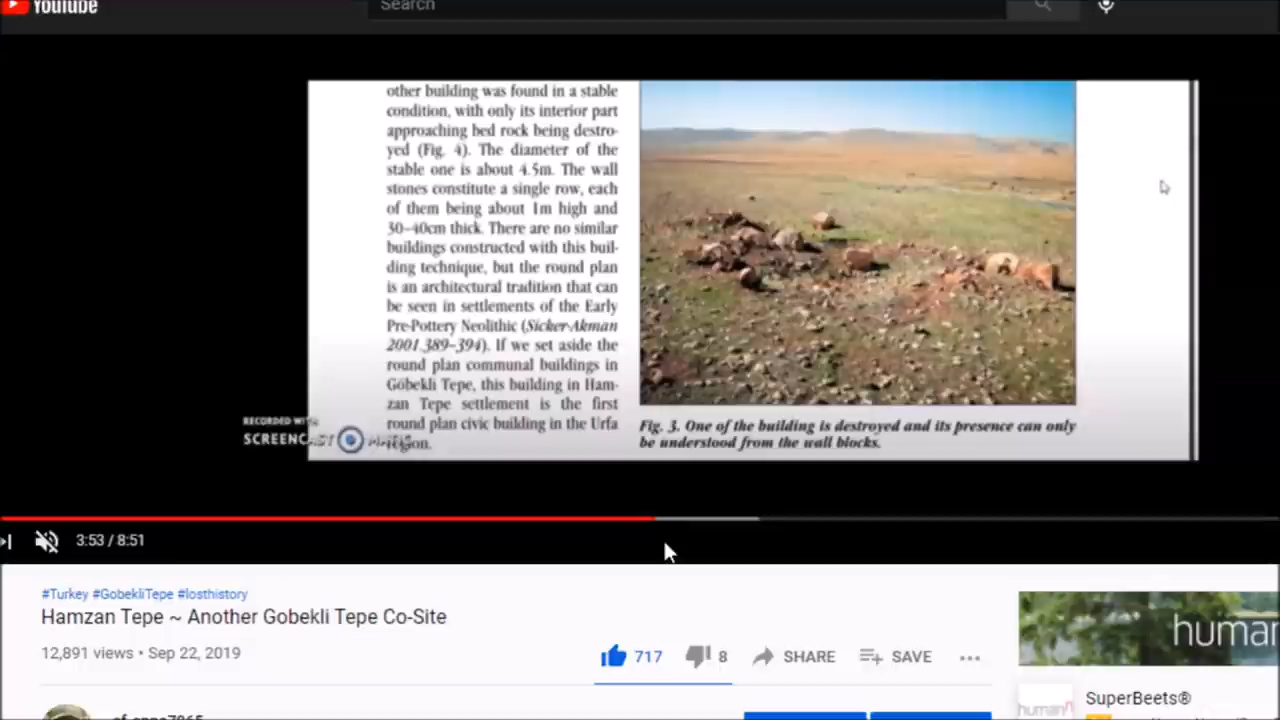 YouTube
Search
other building was found in a stable
condition, with only its interior part
approaching bed rock being destro-
yed (Fig. 4). The diameter of the
stable one is about 4.5m. The wall
stones constitute a single row, each
of them being about 1m high and
30–40cm thick. There are no similar
buildings constructed with this buil-
ding technique, but the round plan
is an architectural tradition that can
be seen in settlements of the Early
Pre-Pottery Neolithic (Sicker-Akman
2001.389–394). If we set aside the
round plan communal buildings in
Göbekli Tepe, this building in Ham-
zan Tepe settlement is the first
round plan civic building in the Urfa
region.
Fig. 3. One of the building is destroyed and its presence can only
be understood from the wall blocks.
RECORDED WITH
SCREENCAST MATIC
3:53 / 8:51
#Turkey #GobekliTepe #losthistory
Hamzan Tepe ~ Another Gobekli Tepe Co-Site
12,891 views • Sep 22, 2019
717
8
SHARE
SAVE
human
SuperBeets®
human